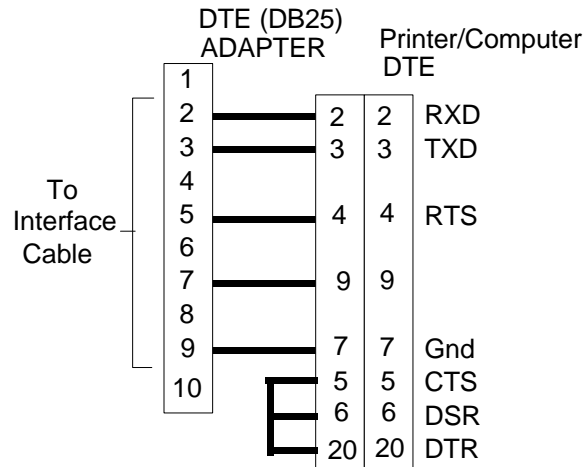 DTE (DB25)
ADAPTER
Printer/Computer
DTE
1
2 2 2 RXD
3 3 3 TXD
4
To
Interface
Cable
5 4 4 RTS
6
7 9 9
8
9 7 7 Gnd
10 5 5 CTS
6 6 DSR
20 20 DTR